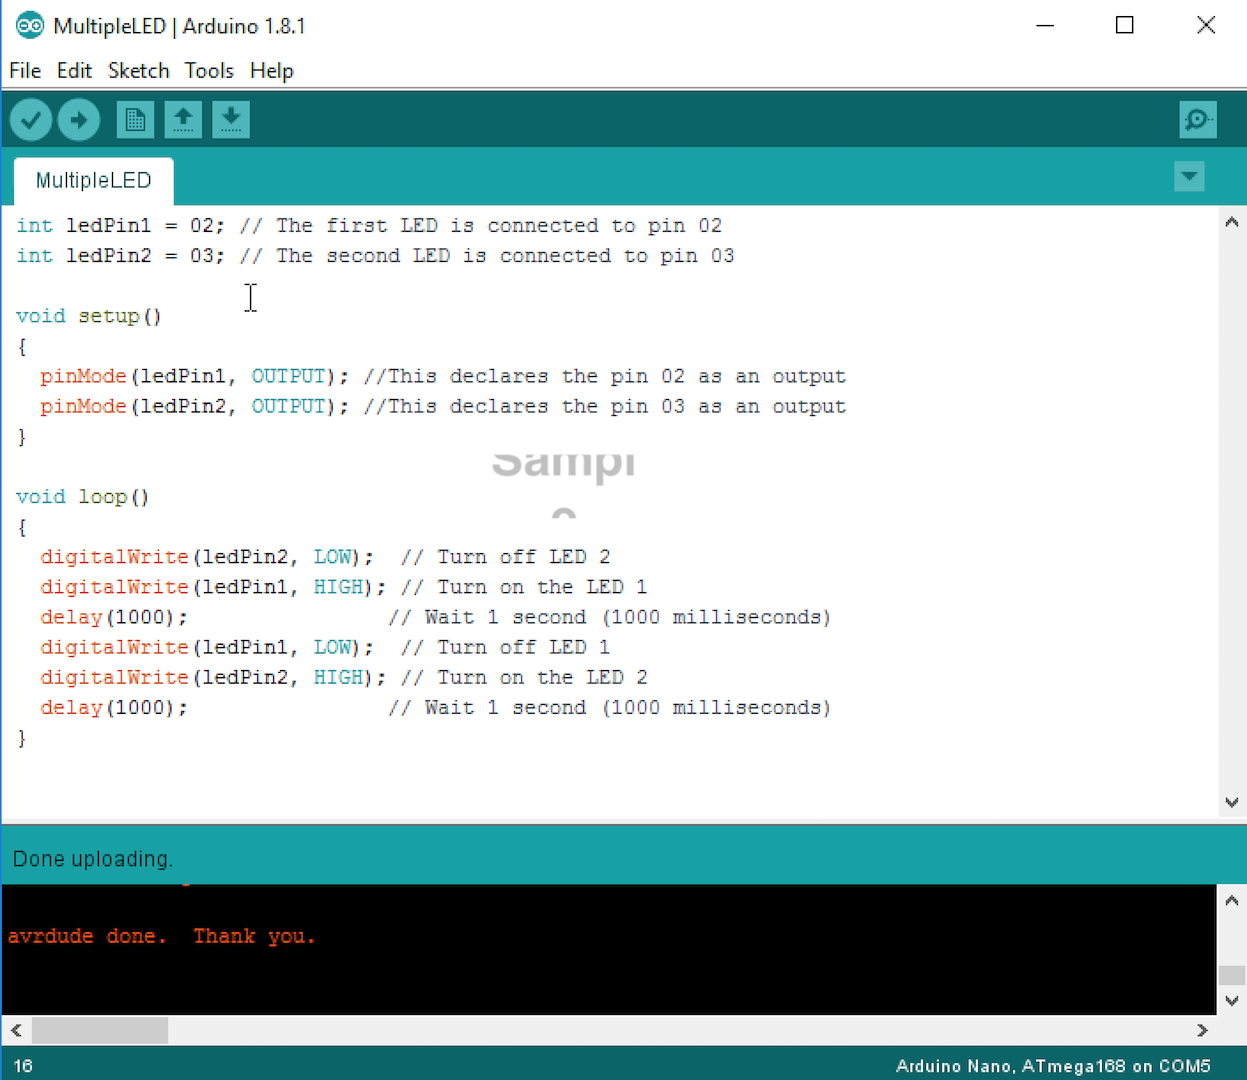 MultipleLED | Arduino 1.8.1
File Edit Sketch Tools Help
MultipleLED
int ledPin1 = 02; // The first LED is connected to pin 02
int ledPin2 = 03; // The second LED is connected to pin 03
void setup()
{
  pinMode(ledPin1, OUTPUT); //This declares the pin 02 as an output
  pinMode(ledPin2, OUTPUT); //This declares the pin 03 as an output
}
void loop()
{
  digitalWrite(ledPin2, LOW);  // Turn off LED 2
  digitalWrite(ledPin1, HIGH); // Turn on the LED 1
  delay(1000);                // Wait 1 second (1000 milliseconds)
  digitalWrite(ledPin1, LOW);  // Turn off LED 1
  digitalWrite(ledPin2, HIGH); // Turn on the LED 2
  delay(1000);                // Wait 1 second (1000 milliseconds)
}
Done uploading.
avrdude done.  Thank you.
16 Arduino Nano, ATmega168 on COM5